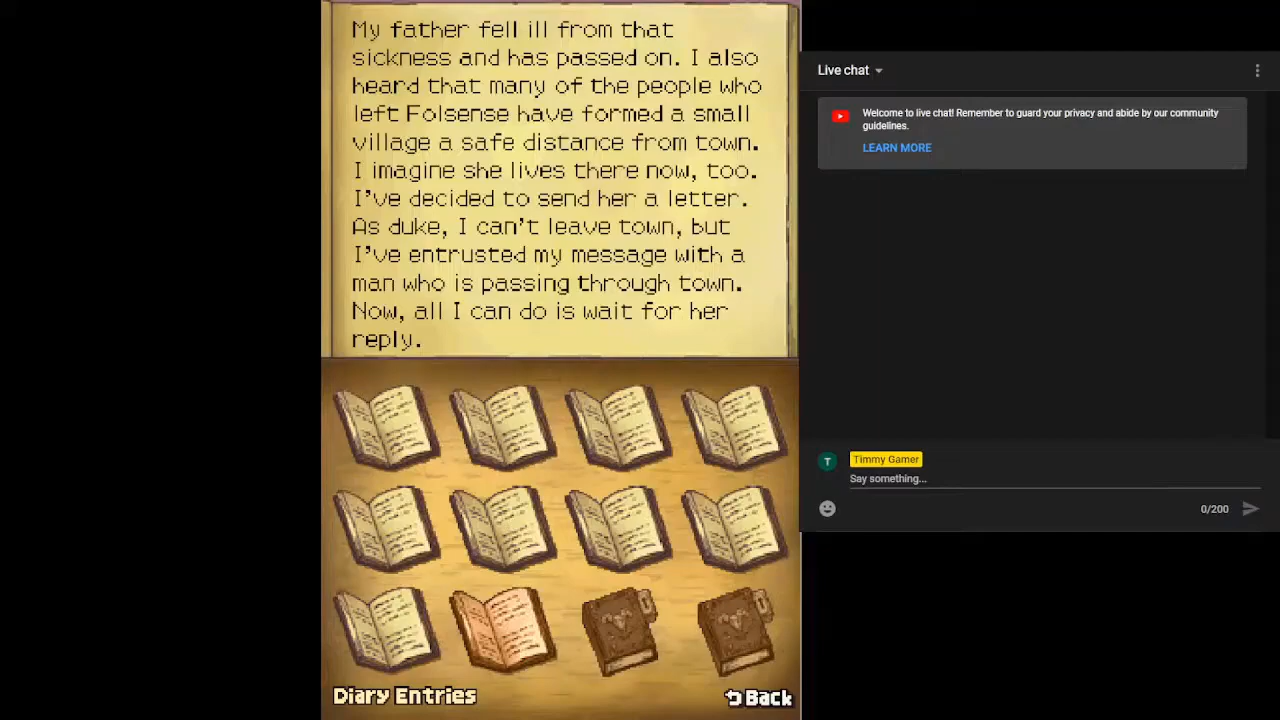 My father fell ill from that
sickness and has passed on. I also
heard that many of the people who
left Folsense have formed a small
village a safe distance from town.
I imagine she lives there now, too.
I've decided to send her a letter.
As duke, I can't leave town, but
I've entrusted my message with a
man who is passing through town.
Now, all I can do is wait for her
reply.
Diary Entries
Back
Live chat
Welcome to live chat! Remember to guard your privacy and abide by our community
guidelines.
LEARN MORE
T
Timmy Gamer
Say something...
0/200